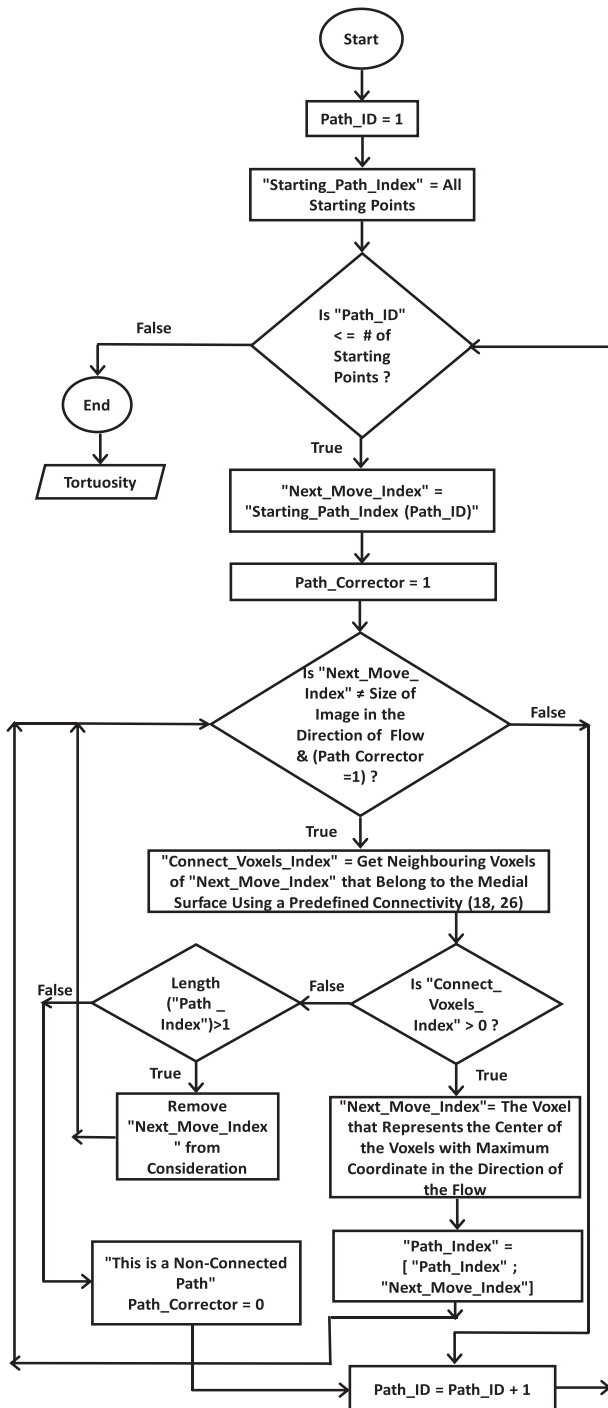 Start
Path_ID = 1
"Starting_Path_Index" = All
Starting Points
Is "Path_ID"
< = # of
Starting
Points ?
False
End
Tortuosity
True
"Next_Move_Index" =
"Starting_Path_Index (Path_ID)"
Path_Corrector = 1
Is "Next_Move_
Index" ≠ Size of
Image in the
Direction of Flow
& (Path Corrector
=1) ?
False
True
"Connect_Voxels_Index" = Get Neighbouring Voxels
of "Next_Move_Index" that Belong to the Medial
Surface Using a Predefined Connectivity (18, 26)
Is "Connect_
Voxels_
Index" > 0 ?
False
Length
("Path _
Index")>1
False
True
Remove
"Next_Move_Index
" from
Consideration
True
"Next_Move_Index"= The Voxel
that Represents the Center of
the Voxels with Maximum
Coordinate in the Direction of
the Flow
"Path_Index" =
[ "Path_Index" ;
"Next_Move_Index"]
"This is a Non-Connected
Path"
Path_Corrector = 0
Path_ID = Path_ID + 1